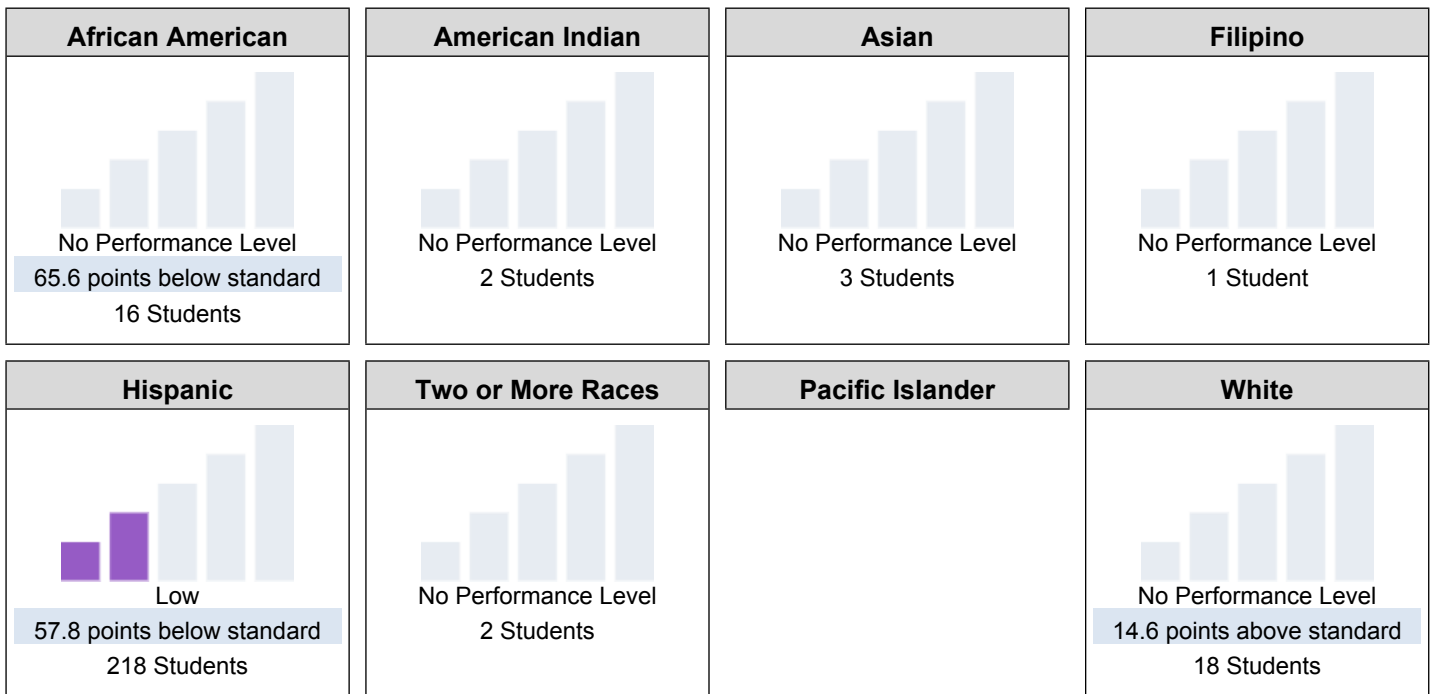 African American
No Performance Level
65.6 points below standard
16 Students
American Indian
No Performance Level
2 Students
Asian
No Performance Level
3 Students
Filipino
No Performance Level
1 Student
Hispanic
Low
57.8 points below standard
218 Students
Two or More Races
No Performance Level
2 Students
Pacific Islander
White
No Performance Level
14.6 points above standard
18 Students